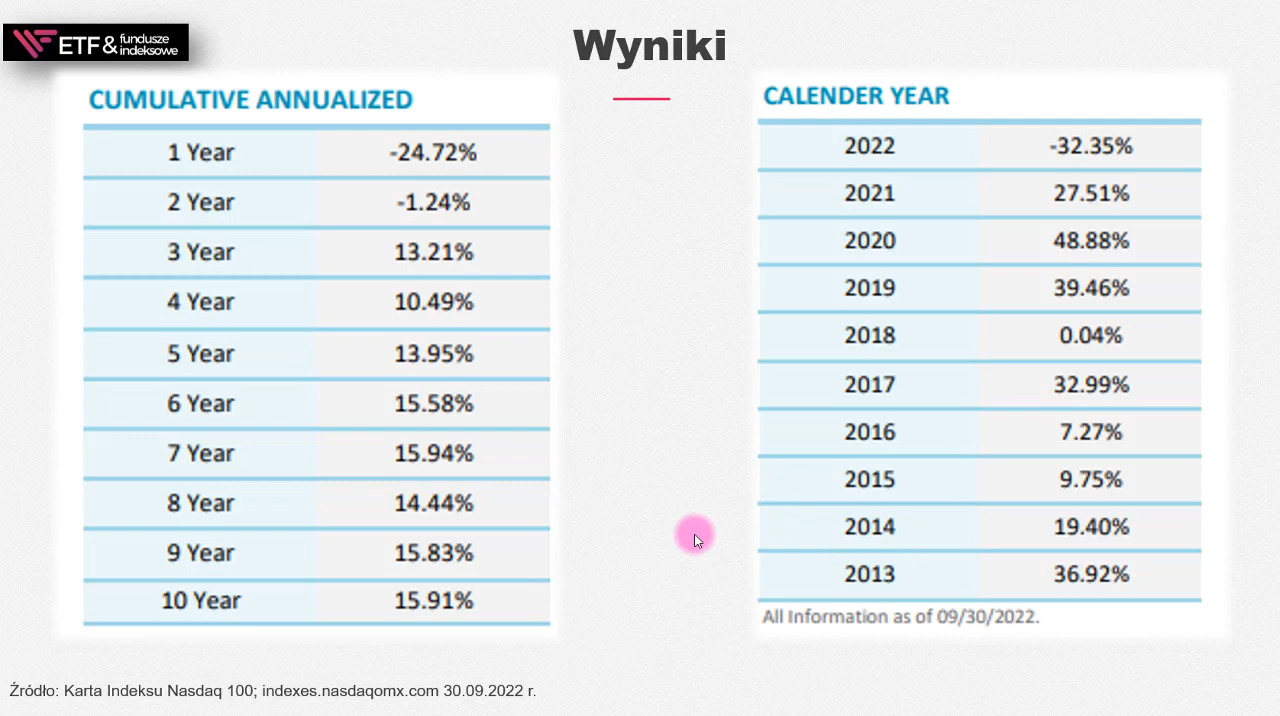 ETF & fundusze indeksowe
Wyniki
CUMULATIVE ANNUALIZED
1 Year -24.72%
2 Year -1.24%
3 Year 13.21%
4 Year 10.49%
5 Year 13.95%
6 Year 15.58%
7 Year 15.94%
8 Year 14.44%
9 Year 15.83%
10 Year 15.91%
CALENDER YEAR
2022 -32.35%
2021 27.51%
2020 48.88%
2019 39.46%
2018 0.04%
2017 32.99%
2016 7.27%
2015 9.75%
2014 19.40%
2013 36.92%
All Information as of 09/30/2022.
Źródło: Karta Indeksu Nasdaq 100; indexes.nasdaqomx.com 30.09.2022 r.